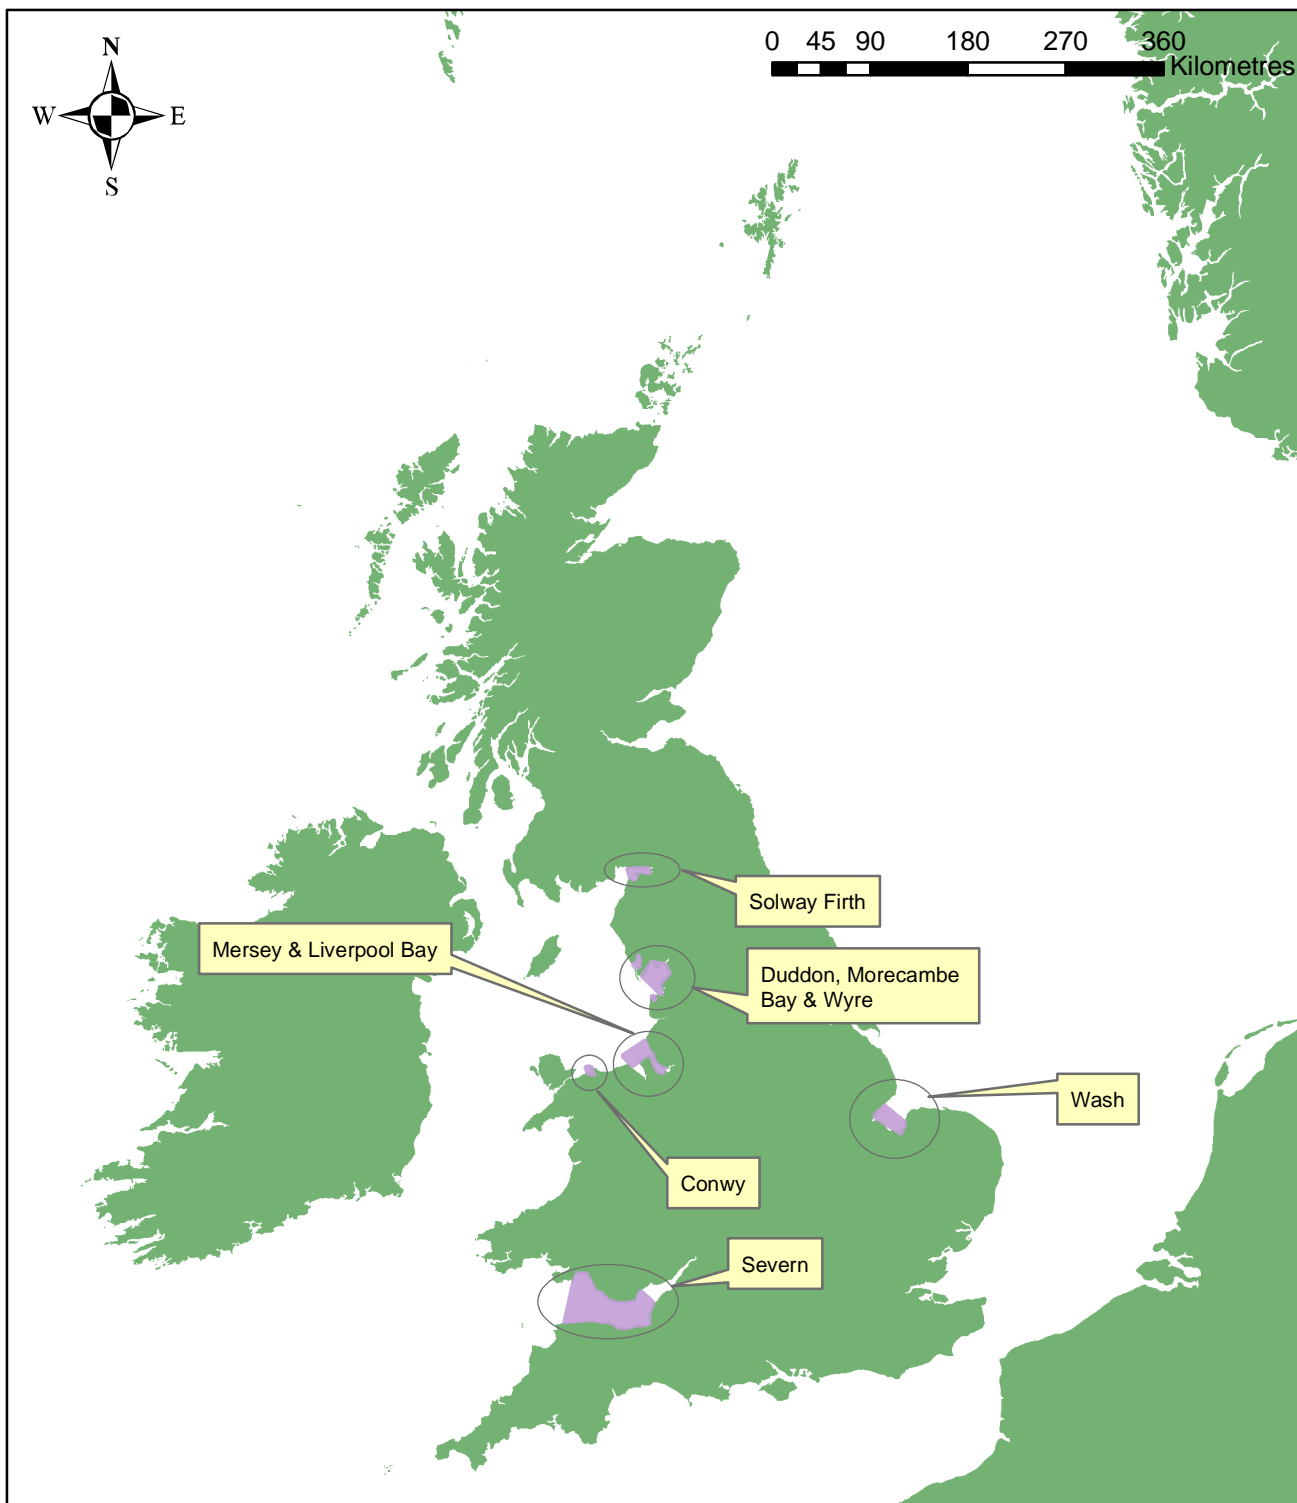 N
W E
S
0 45 90 180 270 360
Kilometres
Solway Firth
Mersey & Liverpool Bay
Duddon, Morecambe
Bay & Wyre
Wash
Conwy
Severn